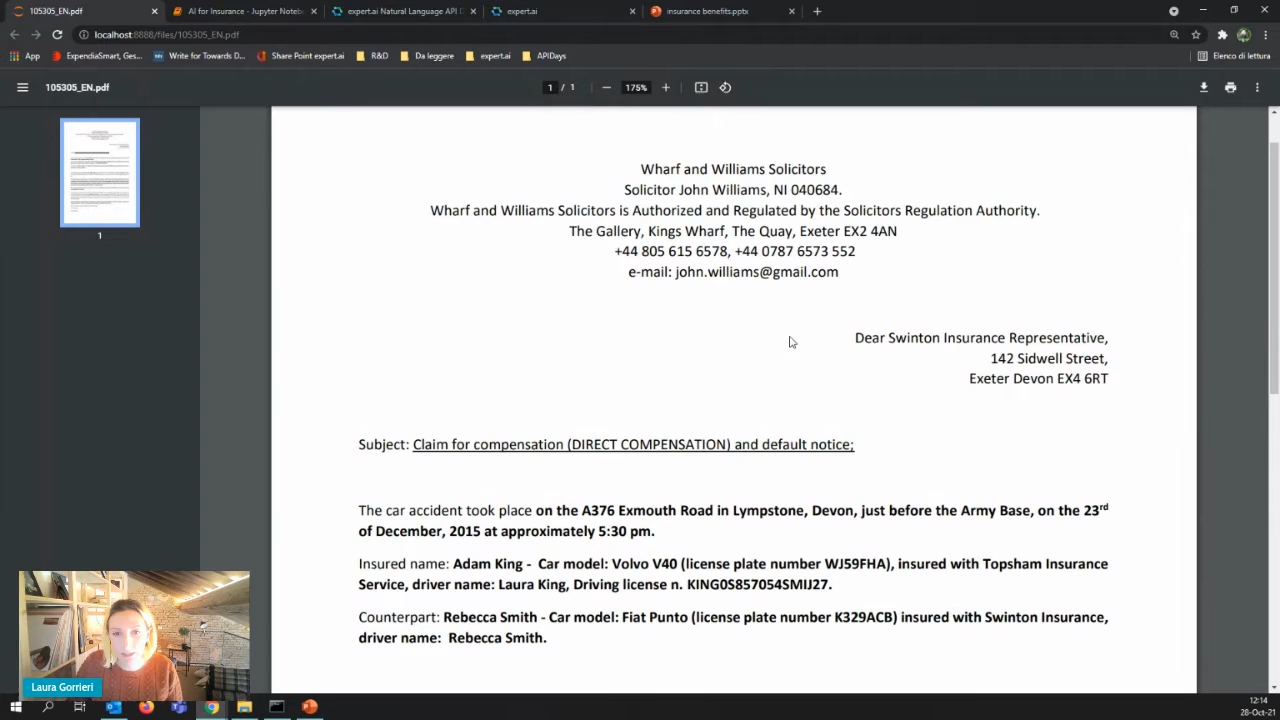 105305_EN.pdf
AI for Insurance - Jupyter Noteb
expert.ai Natural Language API D
expert.ai
insurance benefits.pptx
localhost:8888/files/105305_EN.pdf
App
ExpendiaSmart, Ges...
Write for Towards D...
Share Point expert.ai
R&D
Da leggere
expert.ai
APIDays
Elenco di lettura
105305_EN.pdf
1 / 1
175%
1
Wharf and Williams Solicitors
Solicitor John Williams, NI 040684.
Wharf and Williams Solicitors is Authorized and Regulated by the Solicitors Regulation Authority.
The Gallery, Kings Wharf, The Quay, Exeter EX2 4AN
+44 805 615 6578, +44 0787 6573 552
e-mail: john.williams@gmail.com
Dear Swinton Insurance Representative,
142 Sidwell Street,
Exeter Devon EX4 6RT
Subject: Claim for compensation (DIRECT COMPENSATION) and default notice;
The car accident took place on the A376 Exmouth Road in Lympstone, Devon, just before the Army Base, on the 23rd
of December, 2015 at approximately 5:30 pm.
Insured name: Adam King - Car model: Volvo V40 (license plate number WJ59FHA), insured with Topsham Insurance
Service, driver name: Laura King, Driving license n. KING0S857054SMIJ27.
Counterpart: Rebecca Smith - Car model: Fiat Punto (license plate number K329ACB) insured with Swinton Insurance,
driver name: Rebecca Smith.
Laura Gorrieri
12:14
28-Oct-21